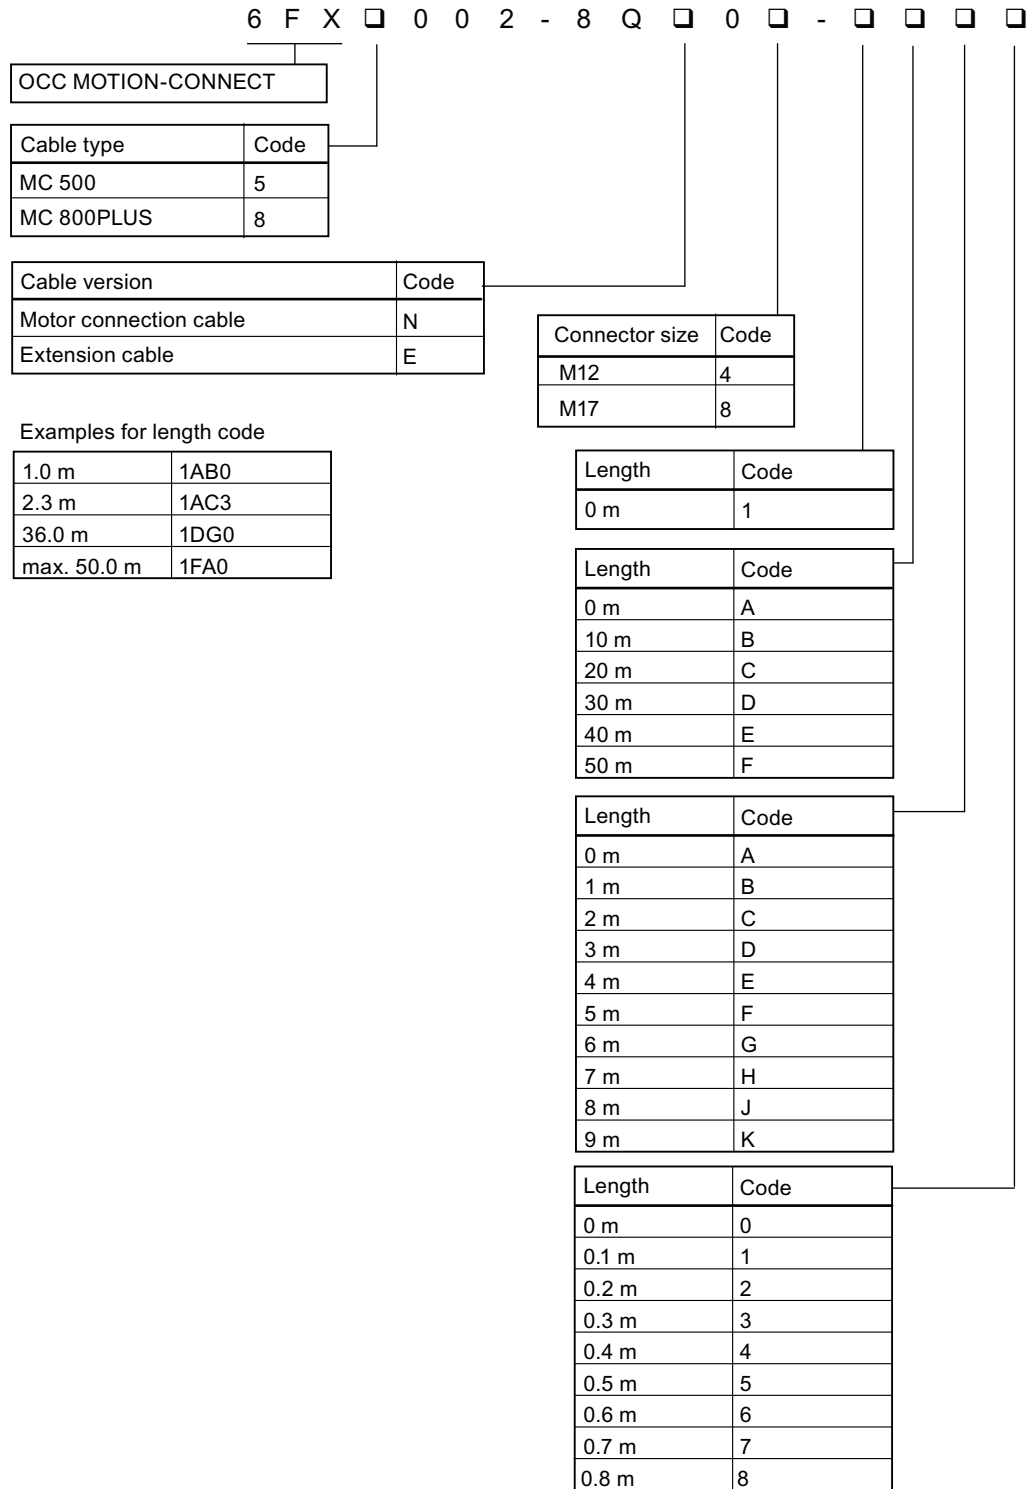 6 F X ❑ 0 0 2 - 8 Q ❑ 0 ❑ - ❑ ❑ ❑ ❑
OCC MOTION-CONNECT
Cable type Code
MC 500 5
MC 800PLUS 8
Cable version Code
Motor connection cable N
Extension cable E
Connector size Code
M12 4
M17 8
Examples for length code
1.0 m 1AB0
2.3 m 1AC3
36.0 m 1DG0
max. 50.0 m 1FA0
Length Code
0 m 1
Length Code
0 m A
10 m B
20 m C
30 m D
40 m E
50 m F
Length Code
0 m A
1 m B
2 m C
3 m D
4 m E
5 m F
6 m G
7 m H
8 m J
9 m K
Length Code
0 m 0
0.1 m 1
0.2 m 2
0.3 m 3
0.4 m 4
0.5 m 5
0.6 m 6
0.7 m 7
0.8 m 8